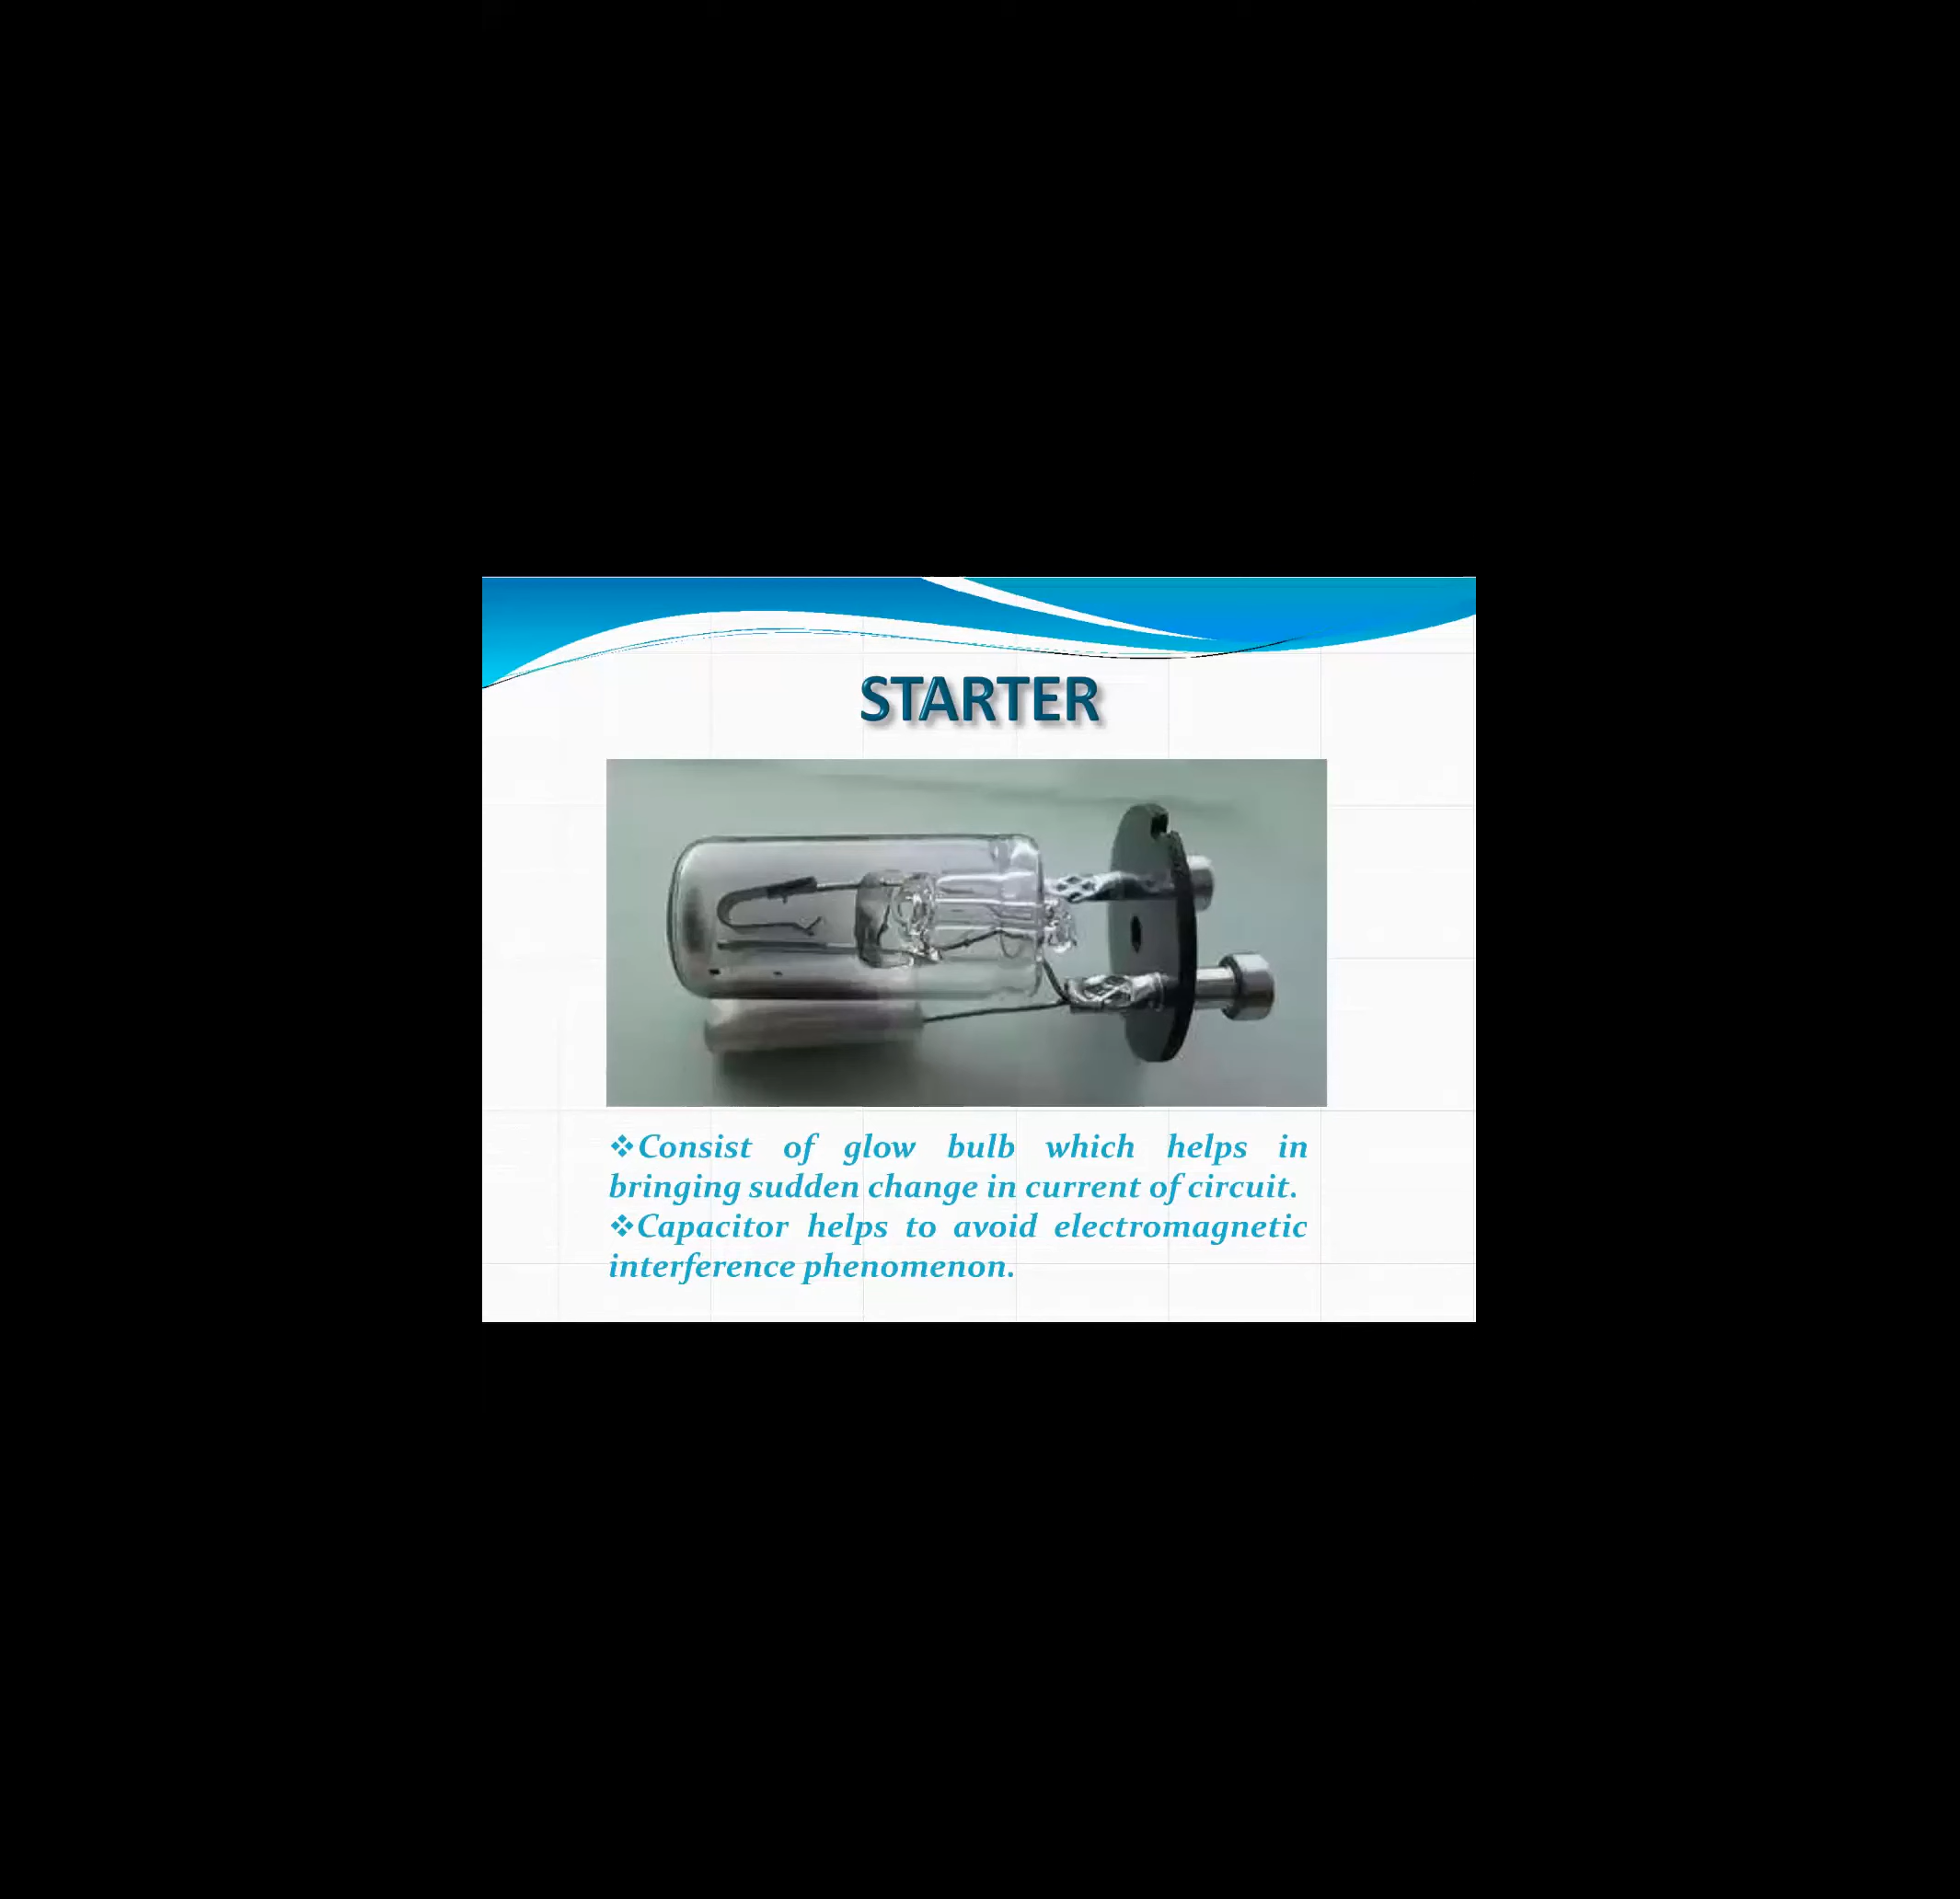 STARTER
❖Consist of glow bulb which helps in
bringing sudden change in current of circuit.
❖Capacitor helps to avoid electromagnetic
interference phenomenon.